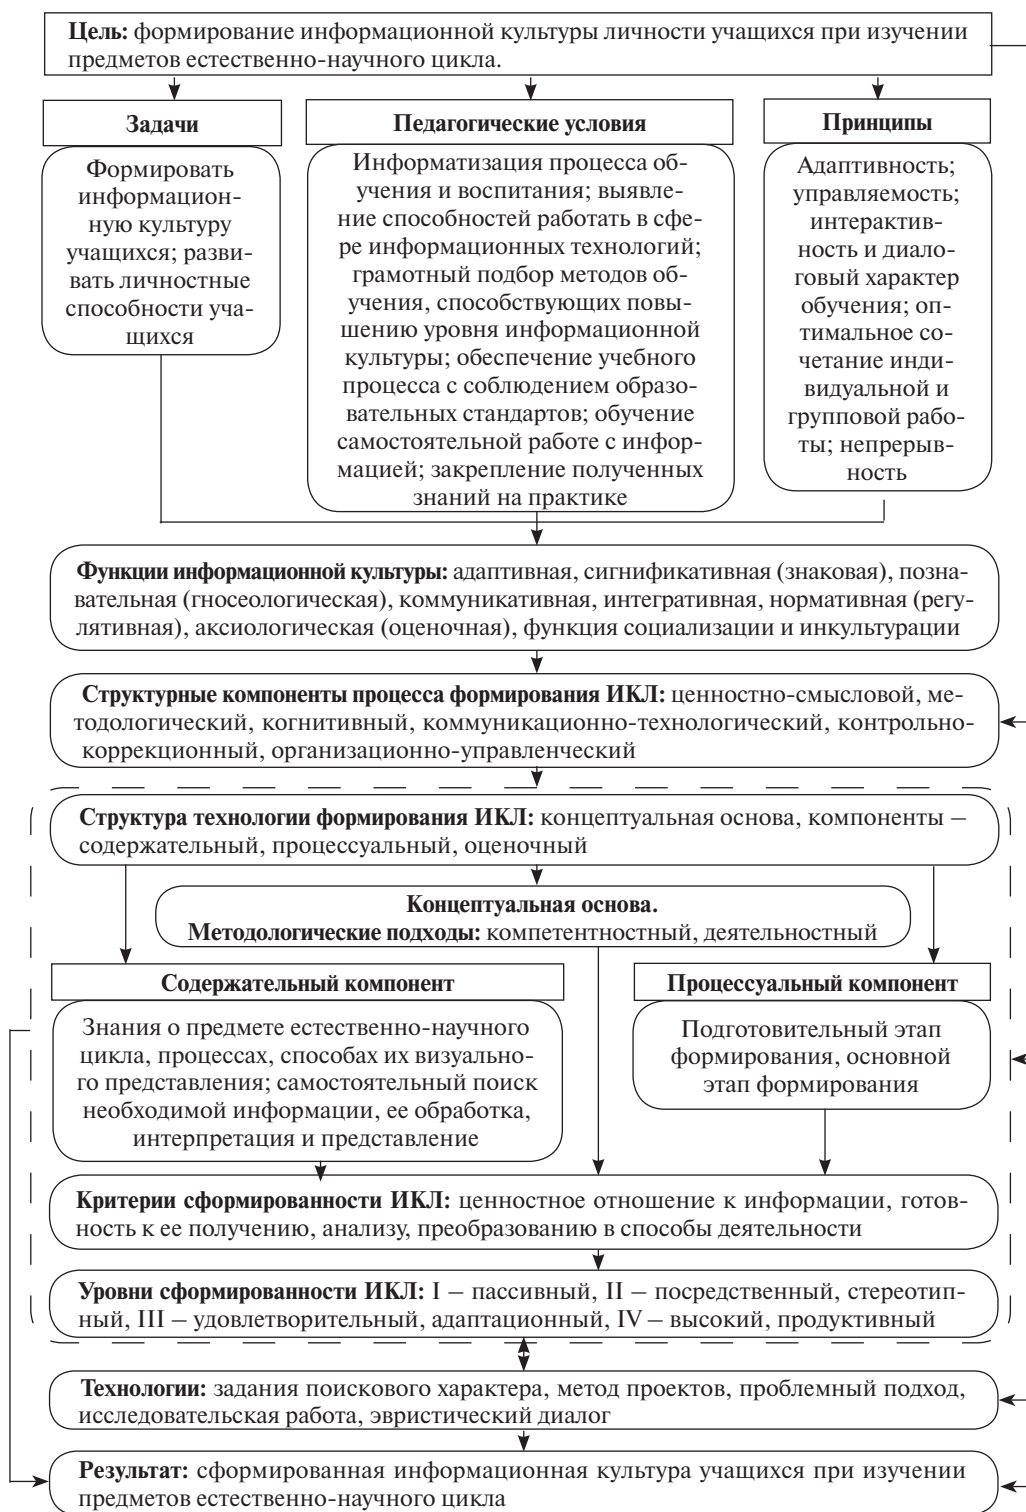 Цель: формирование информационной культуры личности учащихся при изучении
предметов естественно-научного цикла.
Задачи
Формировать
информацион-
ную культуру
учащихся; разви-
вать личностные
способности уча-
щихся
Педагогические условия
Информатизация процесса об-
учения и воспитания; выявле-
ние способностей работать в сфе-
ре информационных технологий;
грамотный подбор методов об-
учения, способствующих повы-
шению уровня информационной
культуры; обеспечение учебного
процесса с соблюдением образо-
вательных стандартов; обучение
самостоятельной работе с инфор-
мацией; закрепление полученных
знаний на практике
Принципы
Адаптивность;
управляемость;
интерактив-
ность и диало-
говый характер
обучения; оп-
тимальное со-
четание инди-
видуальной и
групповой рабо-
ты; непрерыв-
ность
Функции информационной культуры: адаптивная, сигнификативная (знаковая), позна-
вательная (гносеологическая), коммуникативная, интегративная, нормативная (регу-
лятивная), аксиологическая (оценочная), функция социализации и инкультурации
Структурные компоненты процесса формирования ИКЛ: ценностно-смысловой, ме-
тодологический, когнитивный, коммуникационно-технологический, контрольно-
коррекционный, организационно-управленческий
Структура технологии формирования ИКЛ: концептуальная основа, компоненты –
содержательный, процессуальный, оценочный
Концептуальная основа.
Методологические подходы: компетентностный, деятельностный
Содержательный компонент
Знания о предмете естественно-научного
цикла, процессах, способах их визуально-
го представления; самостоятельный поиск
необходимой информации, ее обработка,
интерпретация и представление
Процессуальный компонент
Подготовительный этап
формирования, основной
этап формирования
Критерии сформированности ИКЛ: ценностное отношение к информации, готов-
ность к ее получению, анализу, преобразованию в способы деятельности
Уровни сформированности ИКЛ: I – пассивный, II – посредственный, стереотип-
ный, III – удовлетворительный, адаптационный, IV – высокий, продуктивный
Технологии: задания поискового характера, метод проектов, проблемный подход,
исследовательская работа, эвристический диалог
Результат: сформированная информационная культура учащихся при изучении
предметов естественно-научного цикла